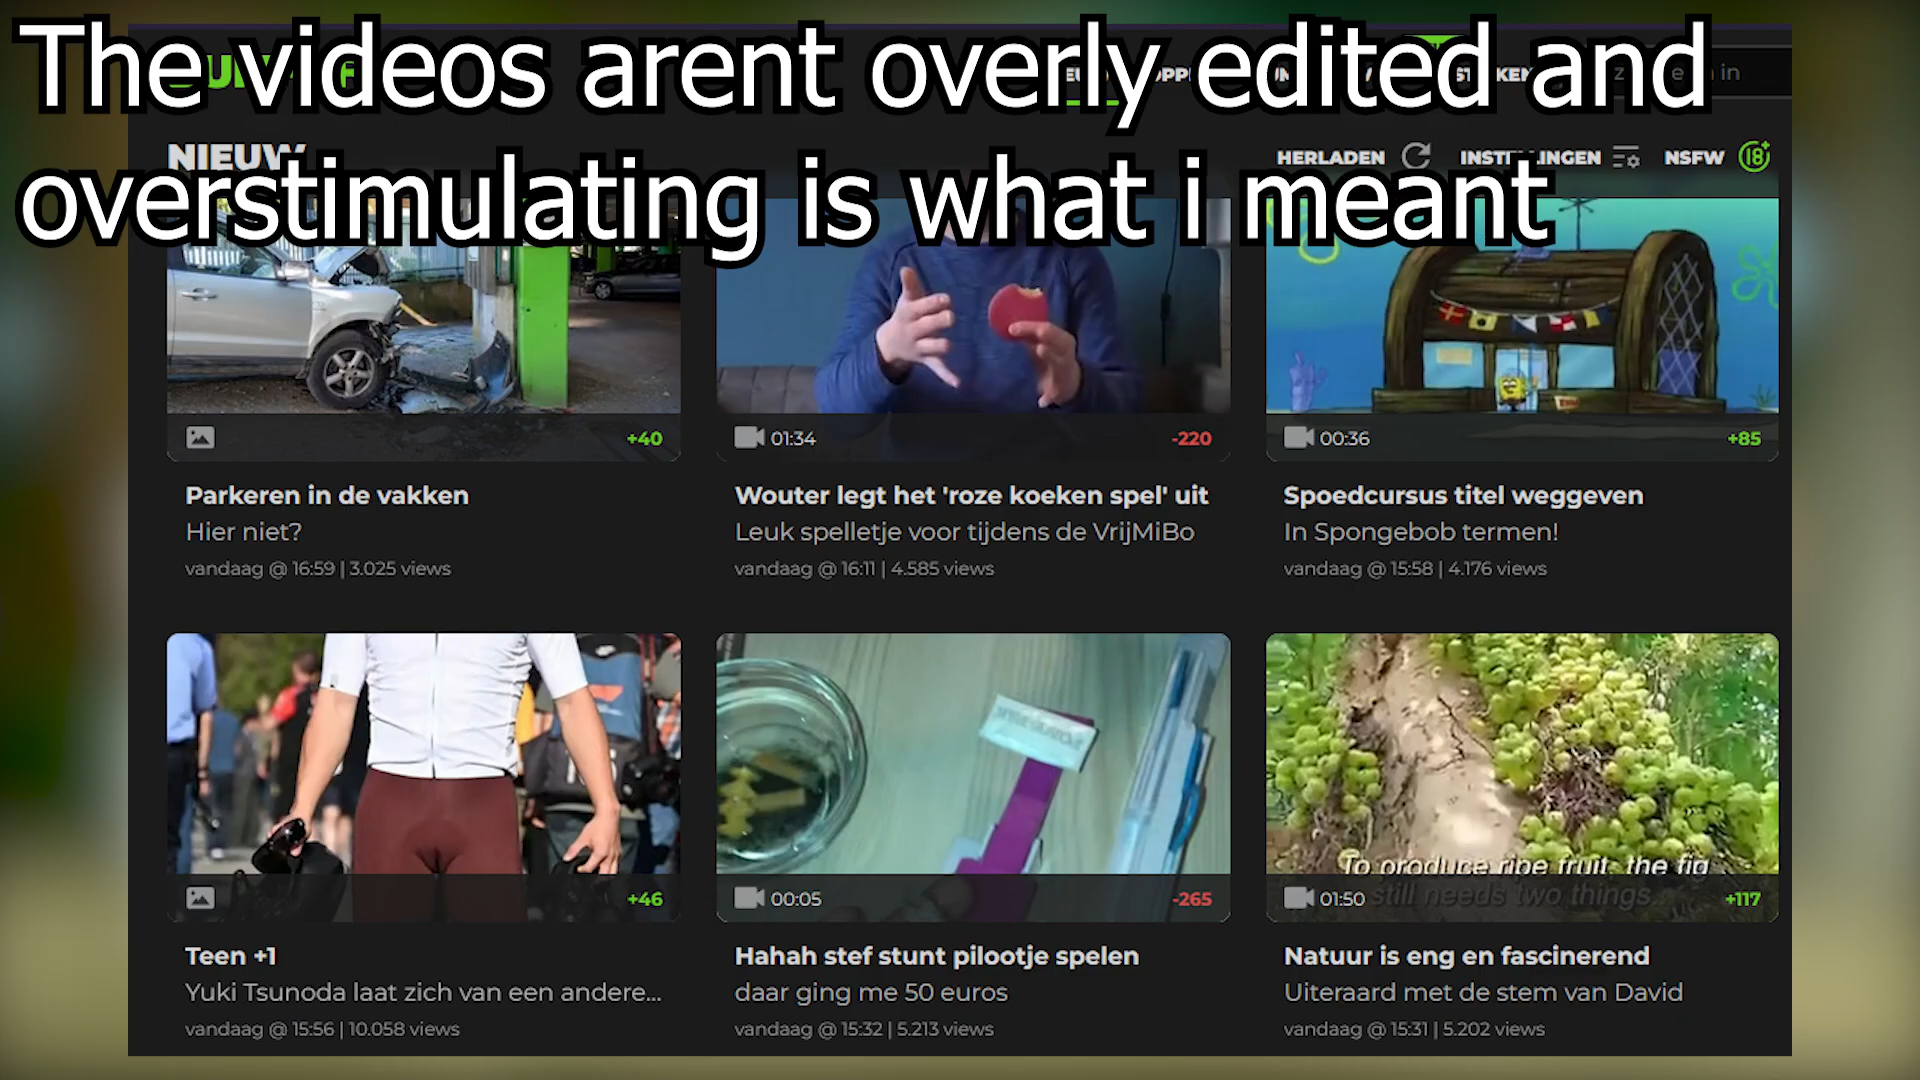 The videos arent overly edited and
overstimulating is what i meant
NIEUW
HERLADEN INSTELLINGEN NSFW 18+
+40
01:34 -220
00:36 +85
Parkeren in de vakken
Hier niet?
vandaag @ 16:59 | 3.025 views
Wouter legt het 'roze koeken spel' uit
Leuk spelletje voor tijdens de VrijMiBo
vandaag @ 16:11 | 4.585 views
Spoedcursus titel weggeven
In Spongebob termen!
vandaag @ 15:58 | 4.176 views
To produce ripe fruit, the fig
still needs two things.
+46
00:05 -265
01:50 +117
Teen +1
Yuki Tsunoda laat zich van een andere...
vandaag @ 15:56 | 10.058 views
Hahah stef stunt pilootje spelen
daar ging me 50 euros
vandaag @ 15:32 | 5.213 views
Natuur is eng en fascinerend
Uiteraard met de stem van David
vandaag @ 15:31 | 5.202 views